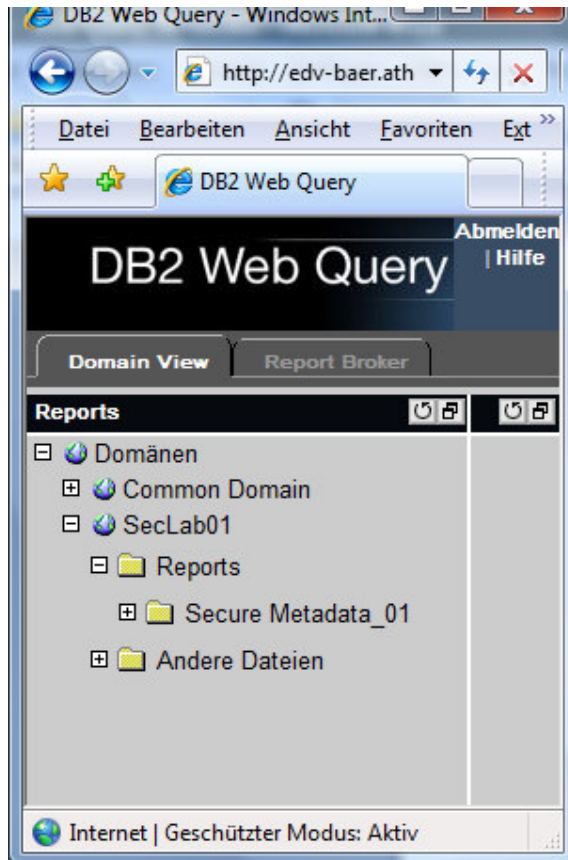 DB2 Web Query - Windows Int...
http://edv-baer.ath
Datei Bearbeiten Ansicht Favoriten Ext »
DB2 Web Query
DB2 Web Query
Abmelden
| Hilfe
Domain View Report Broker
Reports
Domänen
Common Domain
SecLab01
Reports
Secure Metadata_01
Andere Dateien
Internet | Geschützter Modus: Aktiv